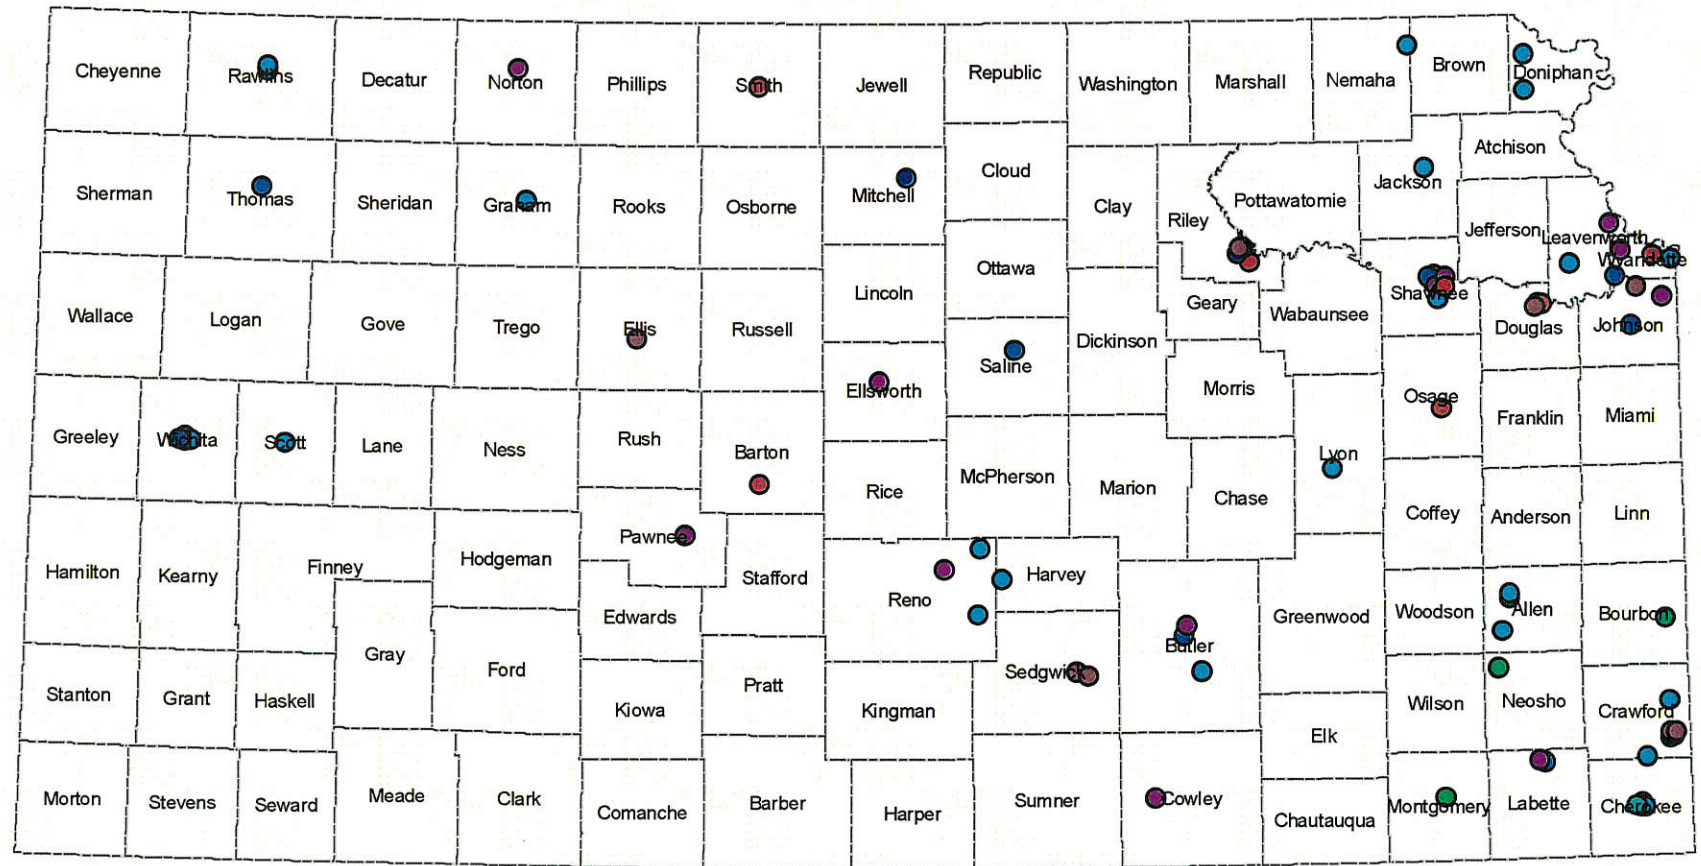 Cheyenne
Rawlins
Decatur
Norton
Phillips
Smith
Jewell
Republic
Washington
Marshall
Nemaha
Brown
Doniphan
Sherman
Thomas
Sheridan
Graham
Rooks
Osborne
Mitchell
Cloud
Clay
Riley
Pottawatomie
Jackson
Atchison
Jefferson
Leavenworth
Wyandotte
Wallace
Logan
Gove
Trego
Ellis
Russell
Lincoln
Ottawa
Saline
Dickinson
Geary
Wabaunsee
Shawnee
Douglas
Johnson
Greeley
Wichita
Scott
Lane
Ness
Rush
Barton
Ellsworth
Rice
McPherson
Marion
Morris
Chase
Lyon
Osage
Franklin
Miami
Coffey
Anderson
Linn
Hamilton
Kearny
Finney
Hodgeman
Pawnee
Stafford
Edwards
Reno
Harvey
Sedgwick
Butler
Greenwood
Woodson
Allen
Bourbon
Stanton
Grant
Haskell
Gray
Ford
Kiowa
Pratt
Kingman
Elk
Wilson
Neosho
Crawford
Morton
Stevens
Seward
Meade
Clark
Comanche
Barber
Harper
Sumner
Cowley
Chautauqua
Montgomery
Labette
Cherokee